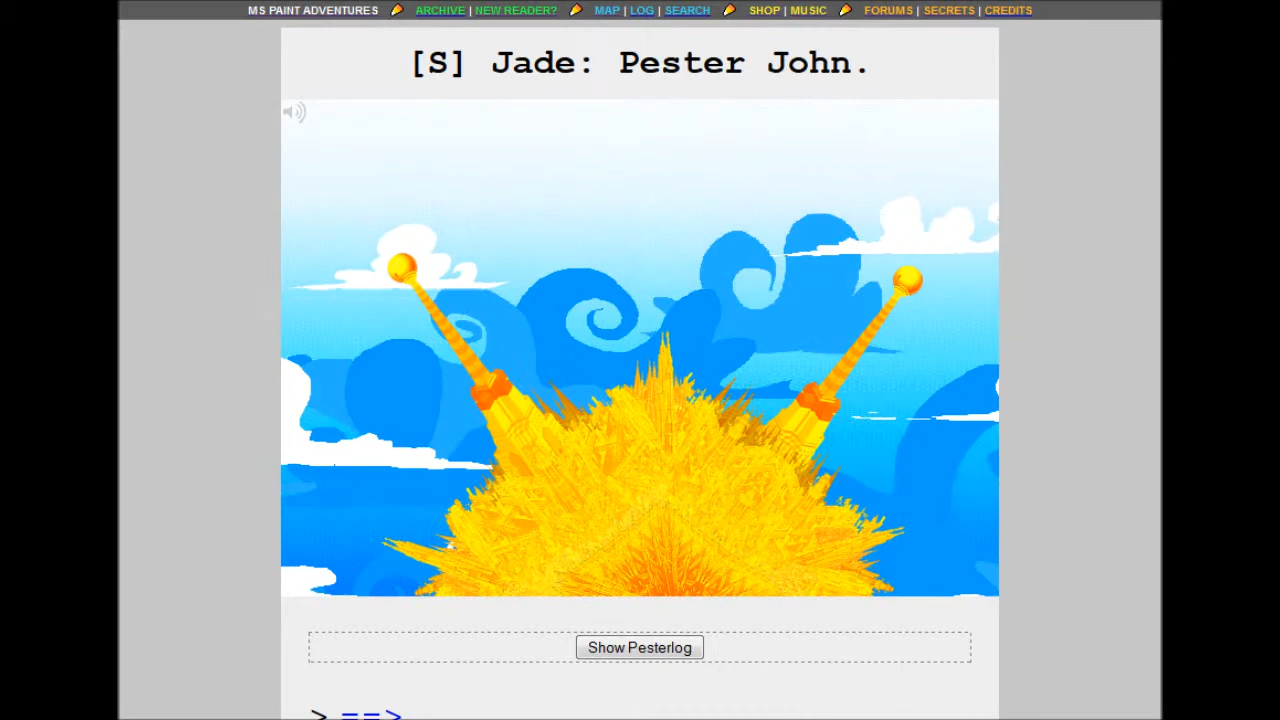 MS PAINT ADVENTURES ARCHIVE | NEW READER? MAP | LOG | SEARCH SHOP | MUSIC FORUMS | SECRETS | CREDITS
[S] Jade: Pester John.
Show Pesterlog
> ==>